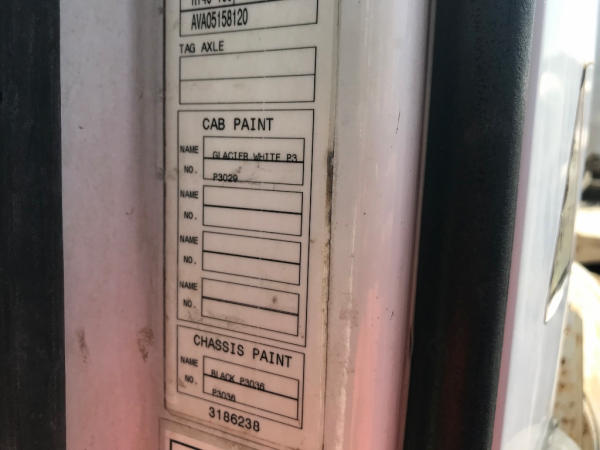 AVA05158120
TAG AXLE
CAB PAINT
NAME GLACIER WHITE P3
NO. P3029
NAME
NO.
NAME
NO.
NAME
NO.
CHASSIS PAINT
NAME BLACK P3036
NO. P3036
3186238